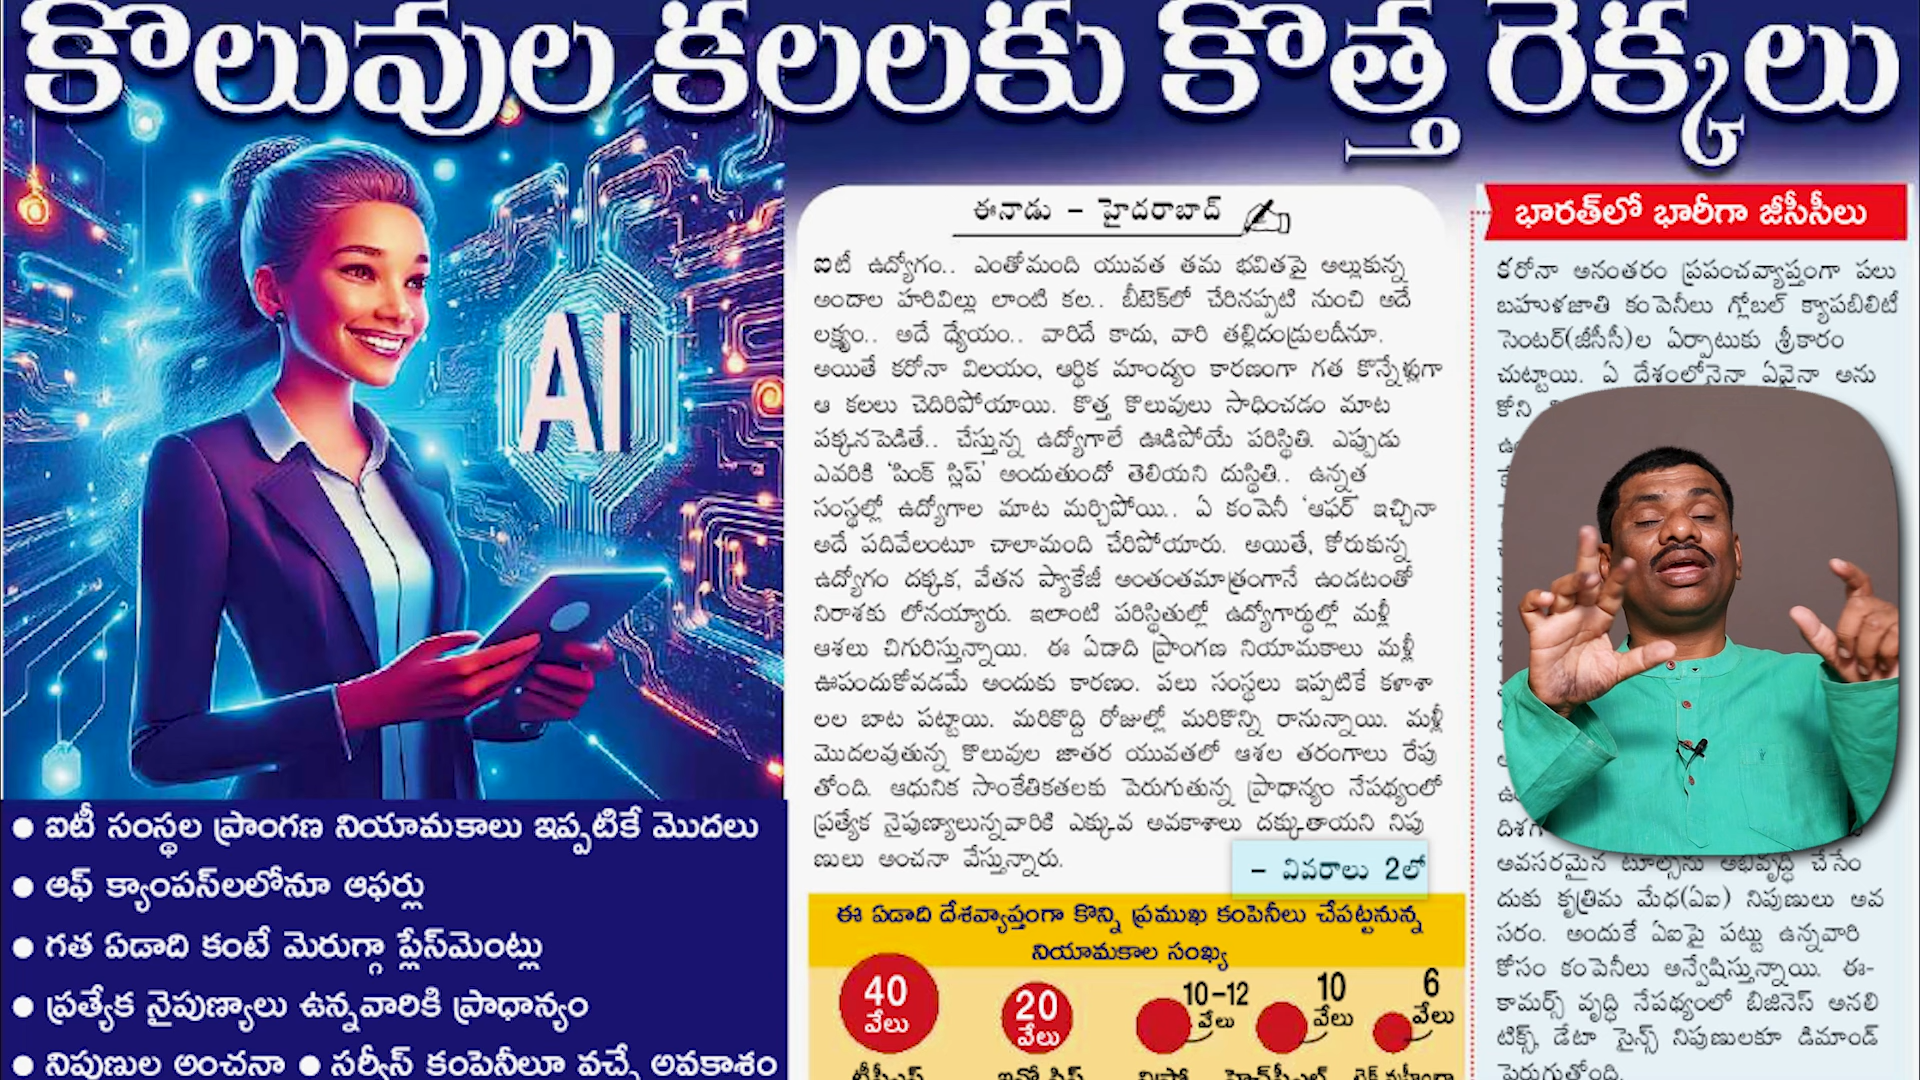 కొలువుల కలలకు కొత్త రెక్కలు
AI
● ఐటీ సంస్థల ప్రాంగణ నియామకాలు ఇప్పటికే మొదలు
● ఆఫ్ క్యాంపస్‌లలోనూ ఆఫర్లు
● గత ఏడాది కంటే మెరుగ్గా ప్లేస్‌మెంట్లు
● ప్రత్యేక నైపుణ్యాలు ఉన్నవారికి ప్రాధాన్యం
● నిపుణుల అంచనా ● సర్వీస్ కంపెనీలూ వచ్చే అవకాశం
ఈనాడు - హైదరాబాద్
ఐటీ ఉద్యోగం.. ఎంతోమంది యువత తమ భవితపై అల్లుకున్న
అందాల హరివిల్లు లాంటి కల.. బీటెక్‌లో చేరినప్పటి నుంచి అదే
లక్ష్యం.. అదే ధ్యేయం.. వారిదే కాదు, వారి తల్లిదండ్రులదీనూ.
అయితే కరోనా విలయం, ఆర్థిక మాంద్యం కారణంగా గత కొన్నేళ్లుగా
ఆ కలలు చెదిరిపోయాయి. కొత్త కొలువులు సాధించడం మాట
పక్కనపెడితే.. చేస్తున్న ఉద్యోగాలే ఊడిపోయే పరిస్థితి. ఎప్పుడు
ఎవరికి 'పింక్ స్లిప్' అందుతుందో తెలియని దుస్థితి.. ఉన్నత
సంస్థల్లో ఉద్యోగాల మాట మర్చిపోయి.. ఏ కంపెనీ 'ఆఫర్' ఇచ్చినా
అదే పదివేలంటూ చాలామంది చేరిపోయారు. అయితే, కోరుకున్న
ఉద్యోగం దక్కక, వేతన ప్యాకేజీ అంతంతమాత్రంగానే ఉండటంతో
నిరాశకు లోనయ్యారు. ఇలాంటి పరిస్థితుల్లో ఉద్యోగార్థుల్లో మళ్లీ
ఆశలు చిగురిస్తున్నాయి. ఈ ఏడాది ప్రాంగణ నియామకాలు మళ్లీ
ఊపందుకోవడమే అందుకు కారణం. పలు సంస్థలు ఇప్పటికే కళాశా
లల బాట పట్టాయి. మరికొద్ది రోజుల్లో మరికొన్ని రానున్నాయి. మళ్లీ
మొదలవుతున్న కొలువుల జాతర యువతలో ఆశల తరంగాలు రేపు
తోంది. ఆధునిక సాంకేతికతలకు పెరుగుతున్న ప్రాధాన్యం నేపథ్యంలో
ప్రత్యేక నైపుణ్యాలున్నవారికి ఎక్కువ అవకాశాలు దక్కుతాయని నిపు
ణులు అంచనా వేస్తున్నారు.
- వివరాలు 2లో
ఈ ఏడాది దేశవ్యాప్తంగా కొన్ని ప్రముఖ కంపెనీలు చేపట్టనున్న
నియామకాల సంఖ్య
40 వేలు
20 వేలు
10-12 వేలు
10 వేలు
6 వేలు
టీసీఎస్ ఇన్ఫోసిస్ విప్రో హెచ్‌సీఎల్ టెక్ మహీంద్రా
భారత్‌లో భారీగా జీసీసీలు
కరోనా అనంతరం ప్రపంచవ్యాప్తంగా పలు
బహుళజాతి కంపెనీలు గ్లోబల్ క్యాపబిలిటీ
సెంటర్(జీసీసీ)ల ఏర్పాటుకు శ్రీకారం
చుట్టాయి. ఏ దేశంలోనైనా ఏవైనా అను
కోని
అవసరమైన టూల్స్‌ను అభివృద్ధి చేసేం
దుకు కృత్రిమ మేధ(ఏఐ) నిపుణులు అవ
సరం. అందుకే ఏఐపై పట్టు ఉన్నవారి
కోసం కంపెనీలు అన్వేషిస్తున్నాయి. ఈ-
కామర్స్ వృద్ధి నేపథ్యంలో బిజినెస్ అనలి
టిక్స్, డేటా సైన్స్ నిపుణులకూ డిమాండ్
పెరుగుతోంది.